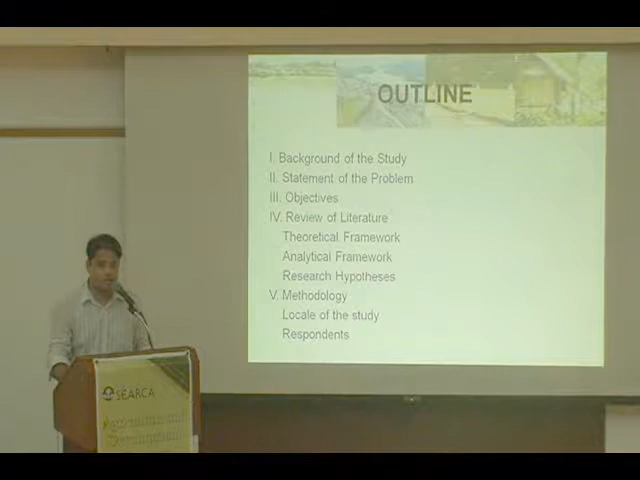 OUTLINE
I. Background of the Study
II. Statement of the Problem
III. Objectives
IV. Review of Literature
Theoretical Framework
Analytical Framework
Research Hypotheses
V. Methodology
Locale of the study
Respondents
SEARCA